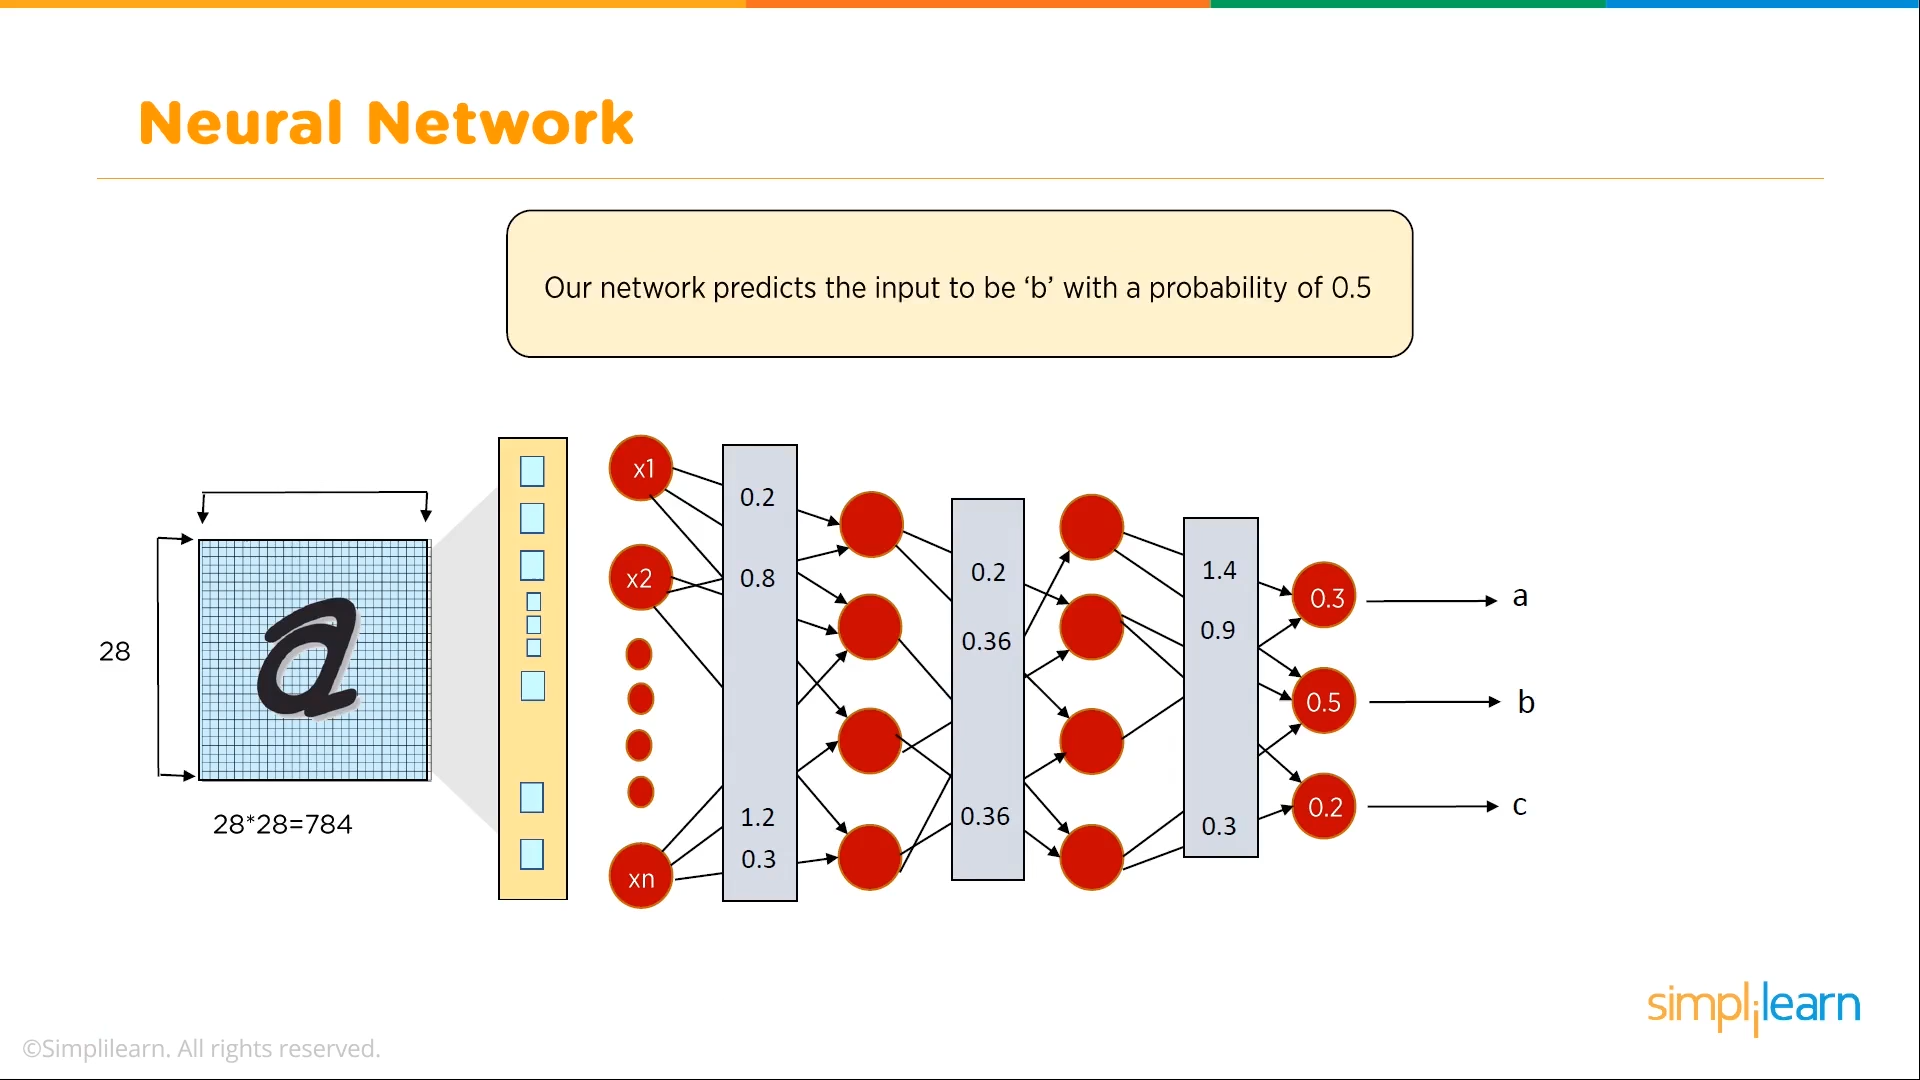 Neural Network
Our network predicts the input to be ‘b’ with a probability of 0.5
28
a
28*28=784
x1
x2
xn
0.2
0.8
1.2
0.3
0.2
0.36
0.36
1.4
0.9
0.3
0.3
0.5
0.2
a
b
c
simplilearn
©Simplilearn. All rights reserved.